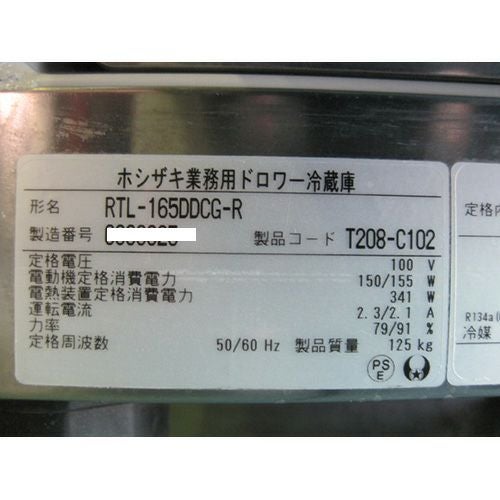 ホシザキ業務用ドロワー冷蔵庫
形名 RTL-165DDCG-R
製造番号
製品コード T208-C102
定格電圧 100 V
電動機定格消費電力 150/155 W
電熱装置定格消費電力 341 W
運転電流 2.3/2.1 A
力率 79/91 %
定格周波数 50/60 Hz 製品質量 125 kg
PS
E
定格内
R134a
冷媒